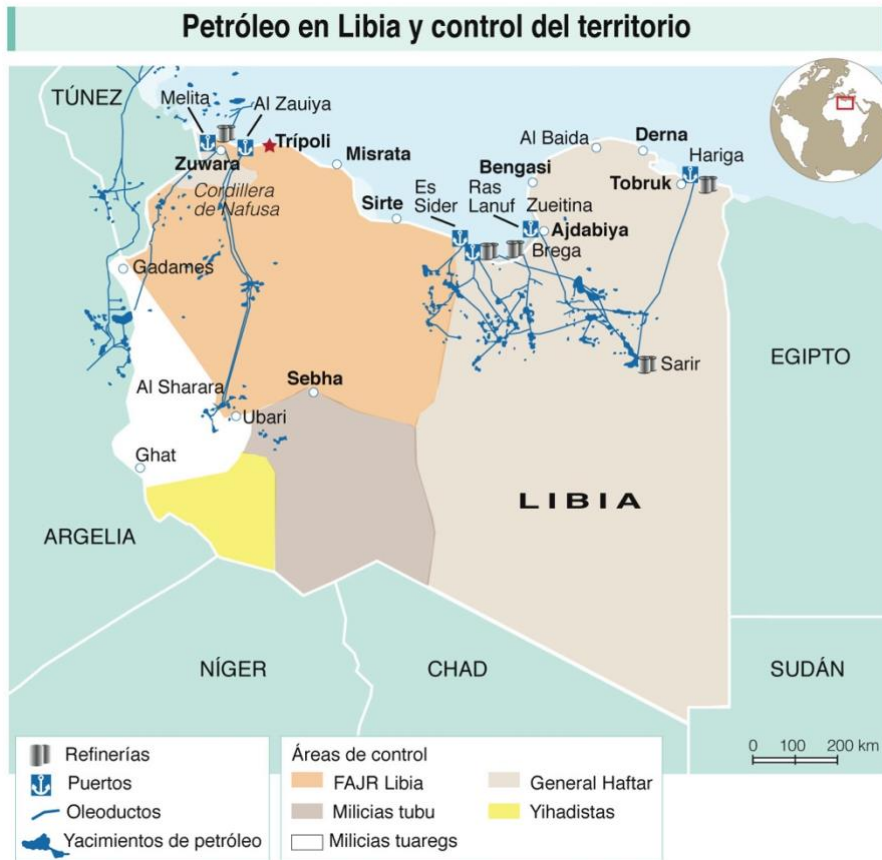 Petróleo en Libia y control del territorio
TÚNEZ
Melita
Al Zauiya
Trípoli
Zuwara
Misrata
Cordillera
de Nafusa
Sirte
Es
Sider
Ras
Lanuf
Bengasi
Al Baida
Derna
Hariga
Tobruk
Zueitina
Ajdabiya
Brega
Gadames
Sarir
EGIPTO
Al Sharara
Sebha
Ubari
Ghat
LIBIA
ARGELIA
NÍGER
CHAD
SUDÁN
0 100 200 km
Refinerías
Puertos
Oleoductos
Yacimientos de petróleo
Áreas de control
FAJR Libia
General Haftar
Milicias tubu
Yihadistas
Milicias tuaregs